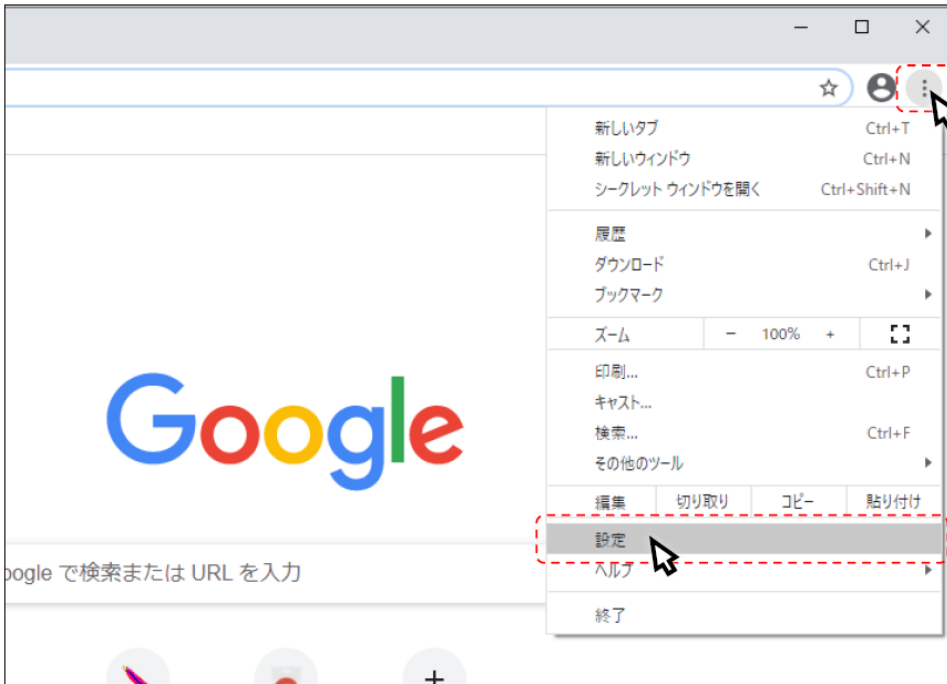 新しいタブ Ctrl+T
新しいウィンドウ Ctrl+N
シークレット ウィンドウを開く Ctrl+Shift+N
履歴
ダウンロード Ctrl+J
ブックマーク
ズーム - 100% +
印刷... Ctrl+P
キャスト...
検索... Ctrl+F
その他のツール
編集 切り取り コピー 貼り付け
Google
設定
oogle で検索または URL を入力
ヘルプ
終了